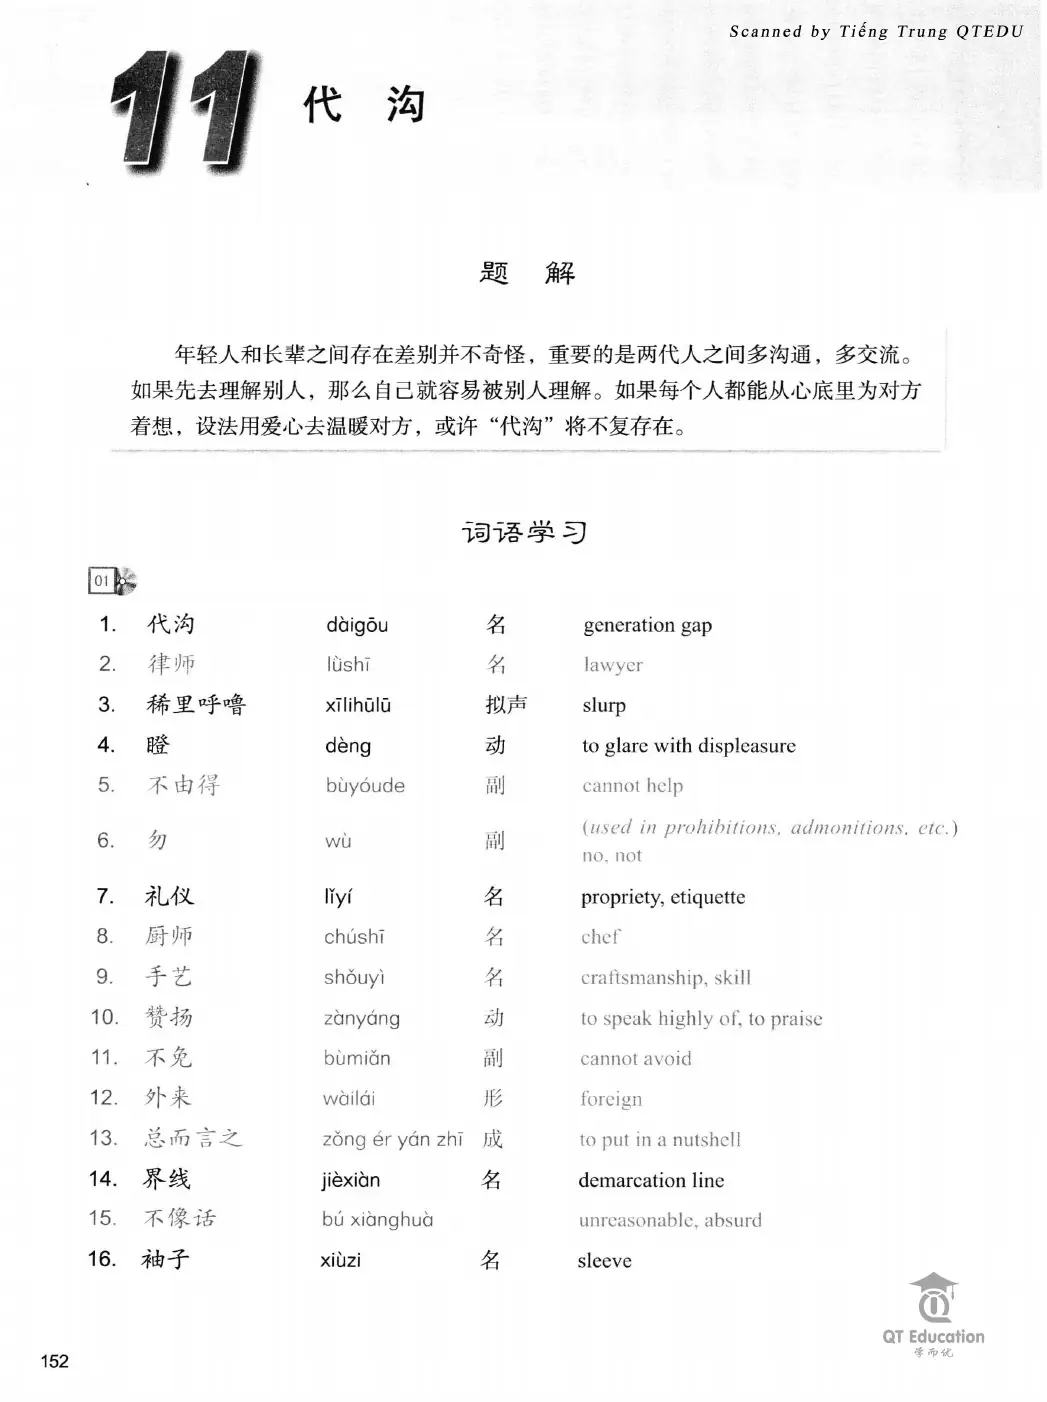 Scanned by Tiếng Trung QTEDU
11 代 沟
题 解
年轻人和长辈之间存在差别并不奇怪，重要的是两代人之间多沟通，多交流。
如果先去理解别人，那么自己就容易被别人理解。如果每个人都能从心底里为对方
着想，设法用爱心去温暖对方，或许“代沟”将不复存在。
词语学习
01
1. 代沟 dàigōu 名 generation gap
2. 律师 lǜshī 名 lawyer
3. 稀里呼噜 xīlihūlū 拟声 slurp
4. 瞪 dèng 动 to glare with displeasure
5. 不由得 bùyóude 副 cannot help
6. 勿 wù 副 (used in prohibitions, admonitions, etc.)
no, not
7. 礼仪 lǐyí 名 propriety, etiquette
8. 厨师 chúshī 名 chef
9. 手艺 shǒuyì 名 craftsmanship, skill
10. 赞扬 zànyáng 动 to speak highly of, to praise
11. 不免 bùmiǎn 副 cannot avoid
12. 外来 wàilái 形 foreign
13. 总而言之 zǒng ér yán zhī 成 to put in a nutshell
14. 界线 jièxiàn 名 demarcation line
15. 不像话 bú xiànghuà unreasonable, absurd
16. 袖子 xiùzi 名 sleeve
QT Education
学而优
152